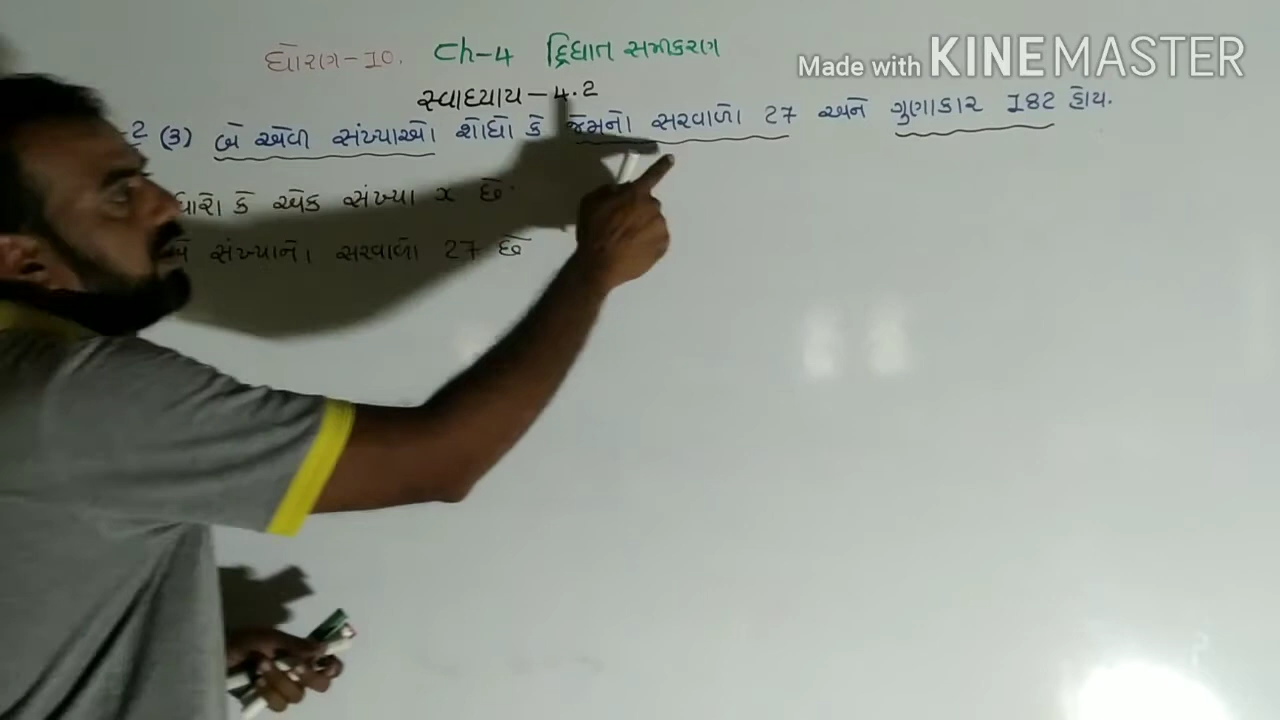 ધોરણ-10. Ch-4 દ્વિઘાત સમીકરણ
Made with KINEMASTER
સ્વાધ્યાય - 4.2
2 (3) બે એવી સંખ્યાઓ શોધો કે જેમનો સરવાળો 27 અને ગુણાકાર 182 હોય.
ધારો કે એક સંખ્યા x છે.
બે સંખ્યાનો સરવાળો 27 છે